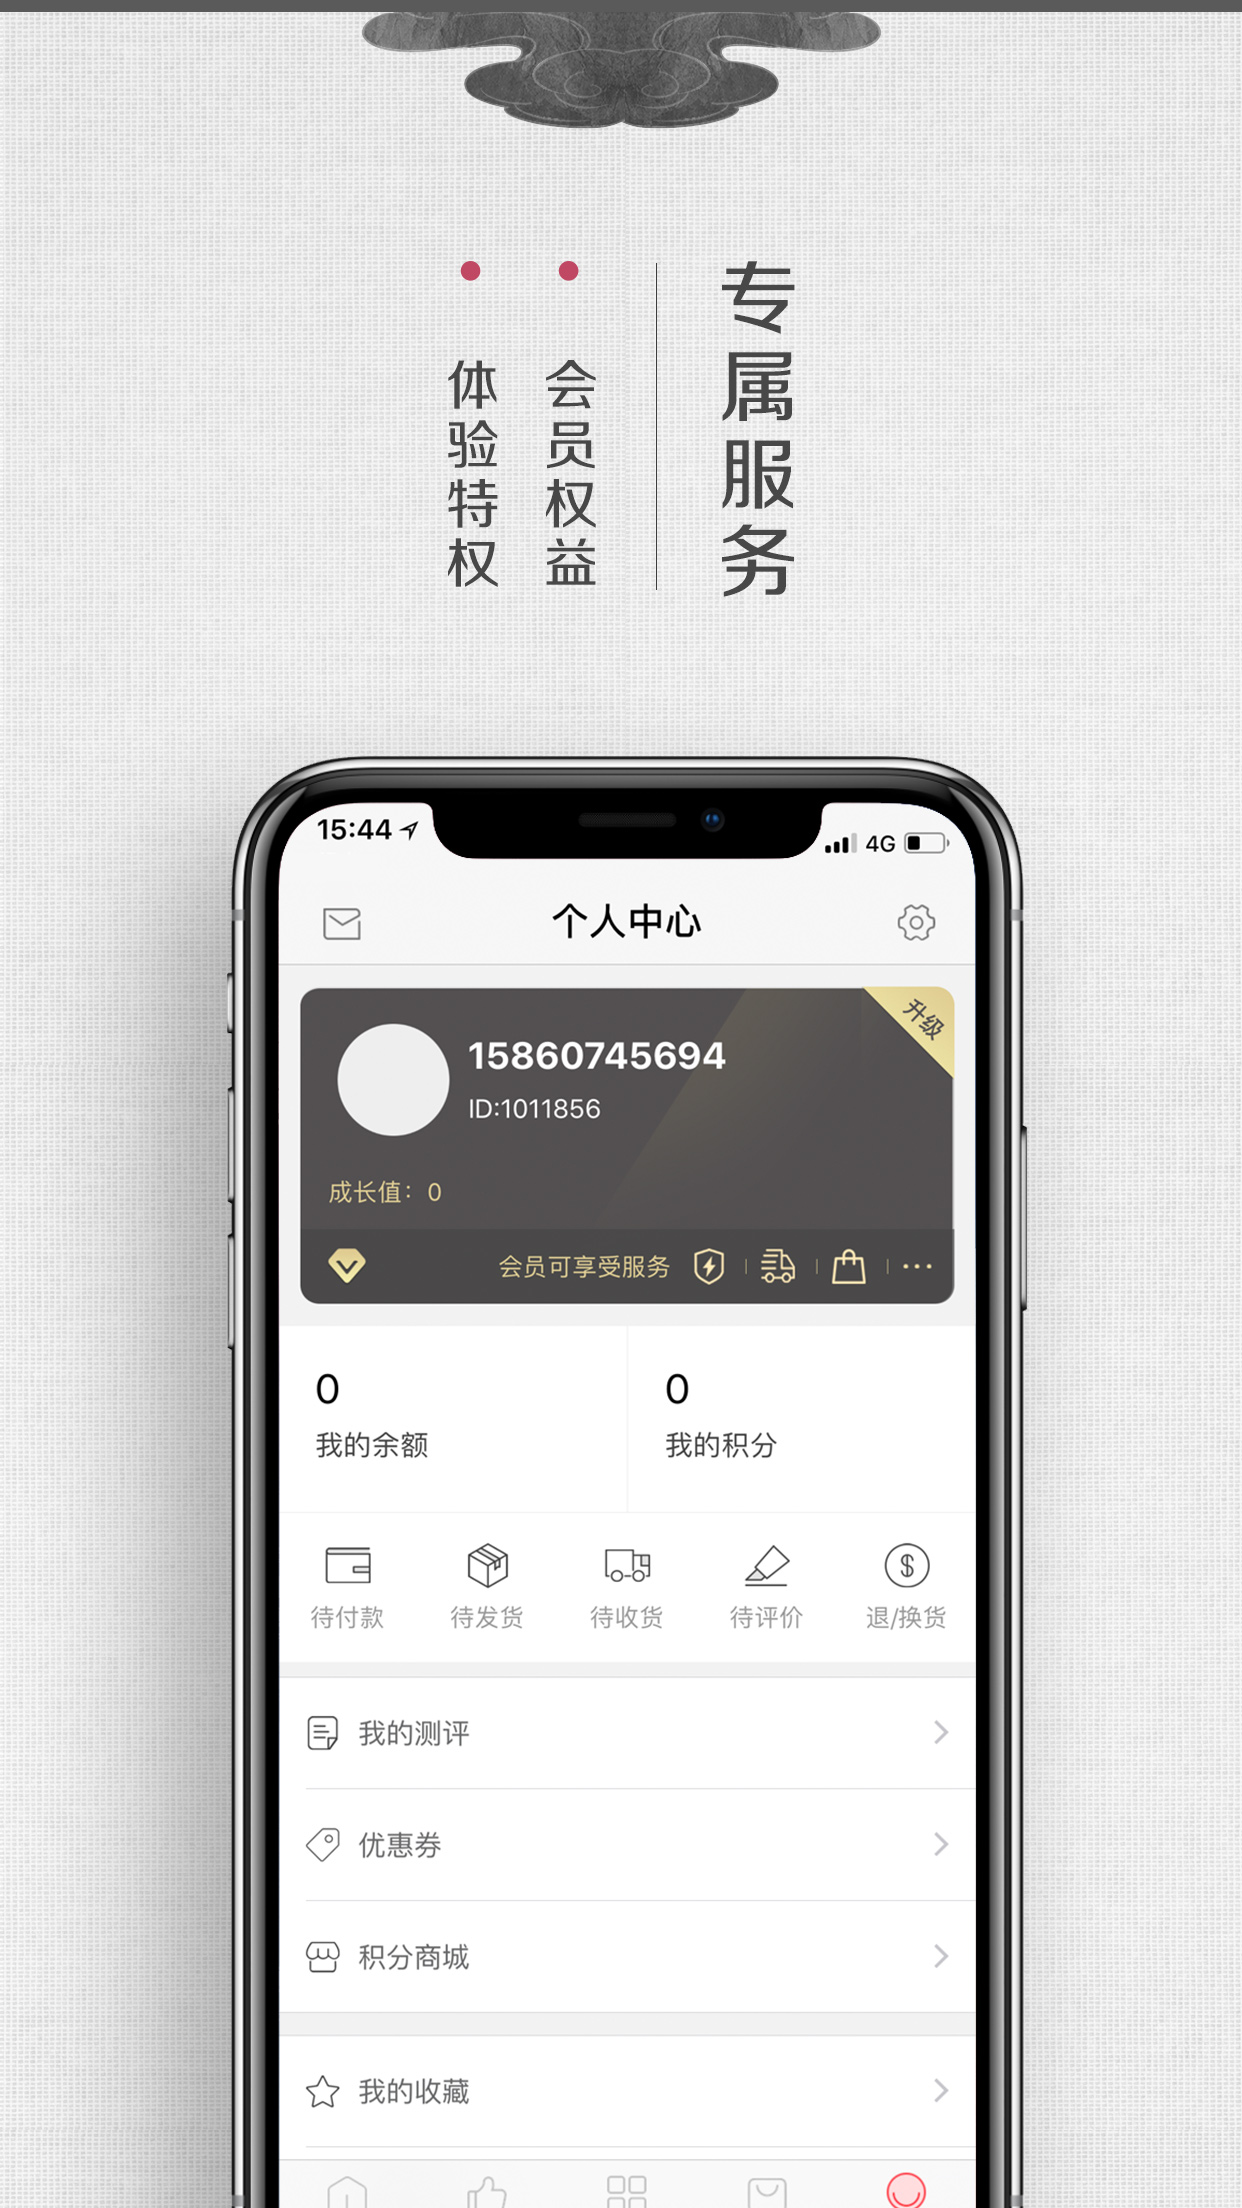 专属服务
会员权益
体验特权
15:44
4G
个人中心
升级
15860745694
ID:1011856
成长值：0
会员可享受服务
0
我的余额
0
我的积分
待付款
待发货
待收货
待评价
退/换货
我的测评
优惠券
积分商城
我的收藏